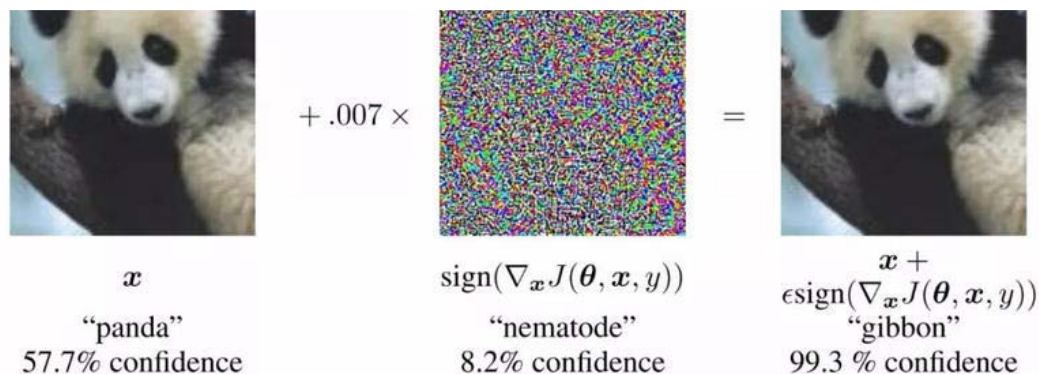 + .007 ×
=
x
“panda”
57.7% confidence
sign(∇ₓJ(θ, x, y))
“nematode”
8.2% confidence
x +
ϵsign(∇ₓJ(θ, x, y))
“gibbon”
99.3 % confidence